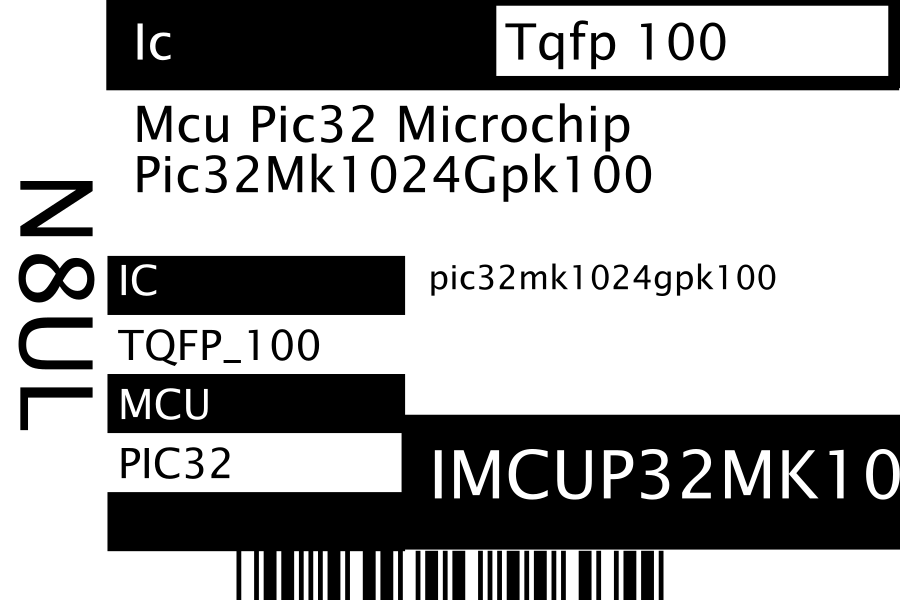 Ic
Tqfp 100
Mcu Pic32 Microchip
Pic32Mk1024Gpk100
N8UL
IC
pic32mk1024gpk100
TQFP_100
MCU
PIC32
IMCUP32MK10